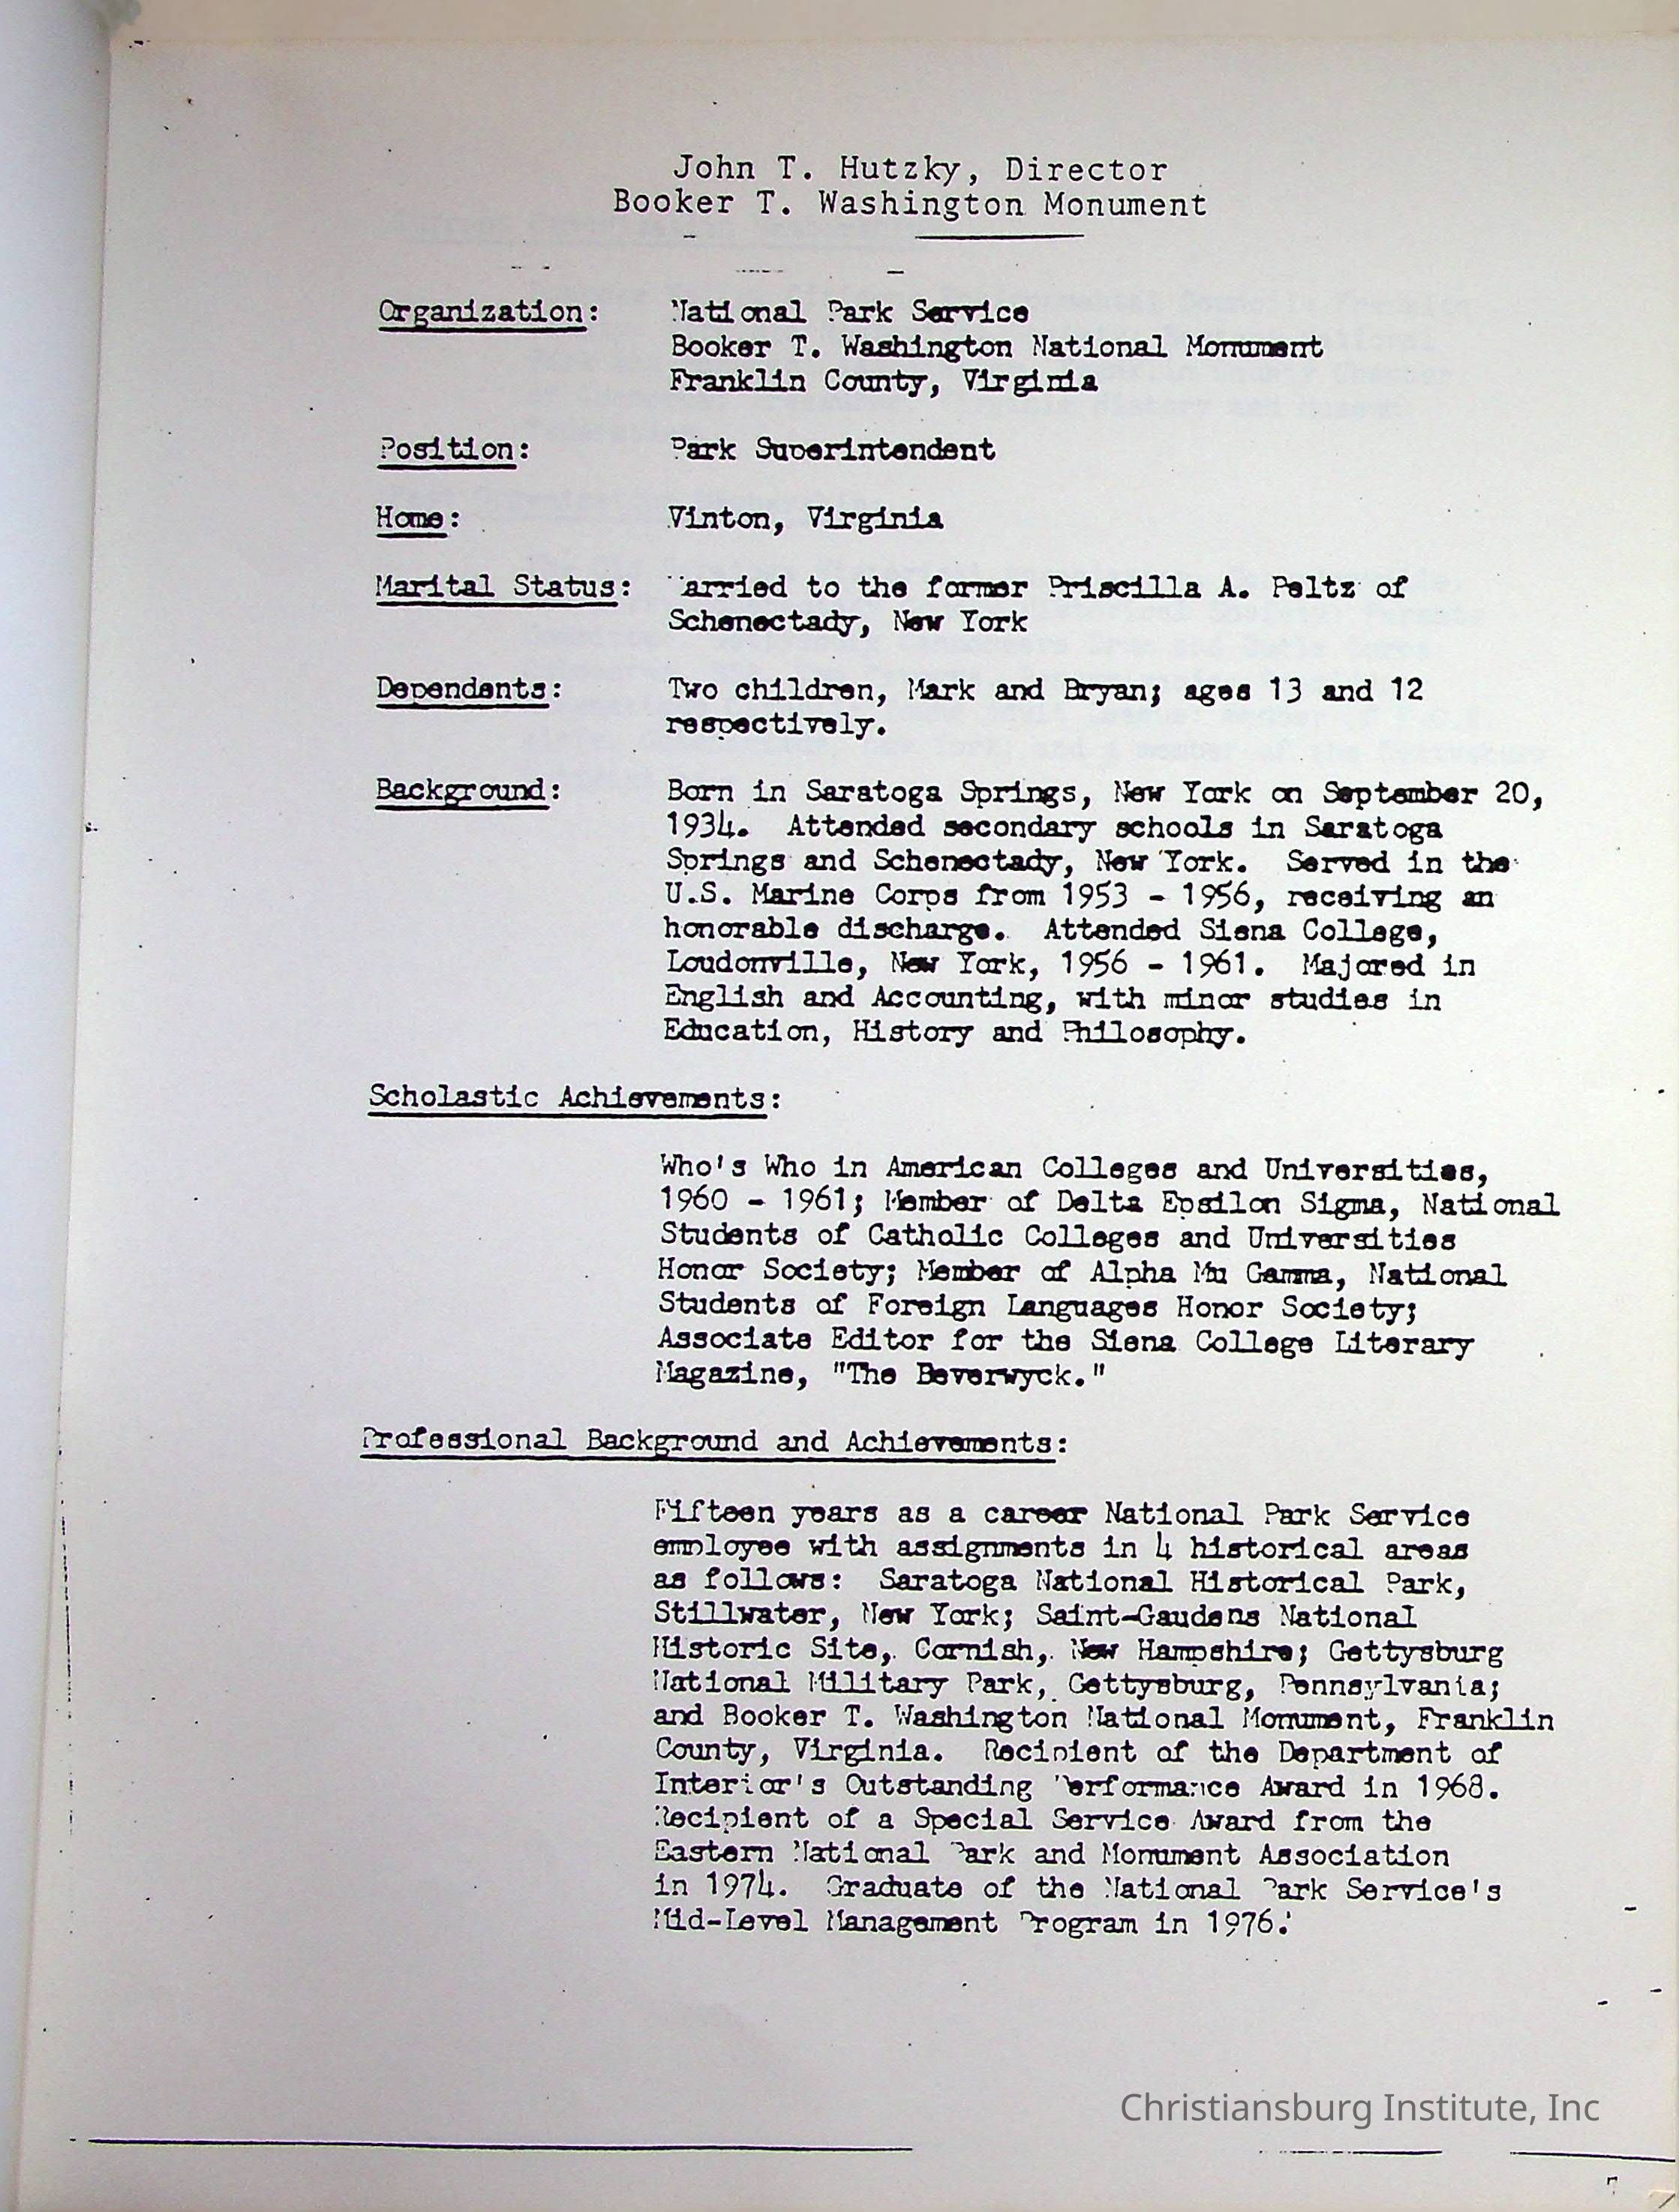 John T. Hutzky, Director
Booker T. Washington Monument
Organization: National Park Service
Booker T. Washington National Monument
Franklin County, Virginia
Position: Park Superintendent
Home: Vinton, Virginia
Marital Status: Married to the former Priscilla A. Peltz of
Schenectady, New York
Dependents: Two children, Mark and Bryan; ages 13 and 12
respectively.
Background: Born in Saratoga Springs, New York on September 20,
1934. Attended secondary schools in Saratoga
Springs and Schenectady, New York. Served in the
U.S. Marine Corps from 1953 - 1956, receiving an
honorable discharge. Attended Siena College,
Loudonville, New York, 1956 - 1961. Majored in
English and Accounting, with minor studies in
Education, History and Philosophy.
Scholastic Achievements:
Who's Who in American Colleges and Universities,
1960 - 1961; Member of Delta Epsilon Sigma, National
Students of Catholic Colleges and Universities
Honor Society; Member of Alpha Mu Gamma, National
Students of Foreign Languages Honor Society;
Associate Editor for the Siena College Literary
Magazine, "The Beverwyck."
Professional Background and Achievements:
Fifteen years as a career National Park Service
employee with assignments in 4 historical areas
as follows: Saratoga National Historical Park,
Stillwater, New York; Saint-Gaudens National
Historic Site, Cornish, New Hampshire; Gettysburg
National Military Park, Gettysburg, Pennsylvania;
and Booker T. Washington National Monument, Franklin
County, Virginia. Recipient of the Department of
Interior's Outstanding Performance Award in 1968.
Recipient of a Special Service Award from the
Eastern National Park and Monument Association
in 1974. Graduate of the National Park Service's
Mid-Level Management Program in 1976.
Christiansburg Institute, Inc